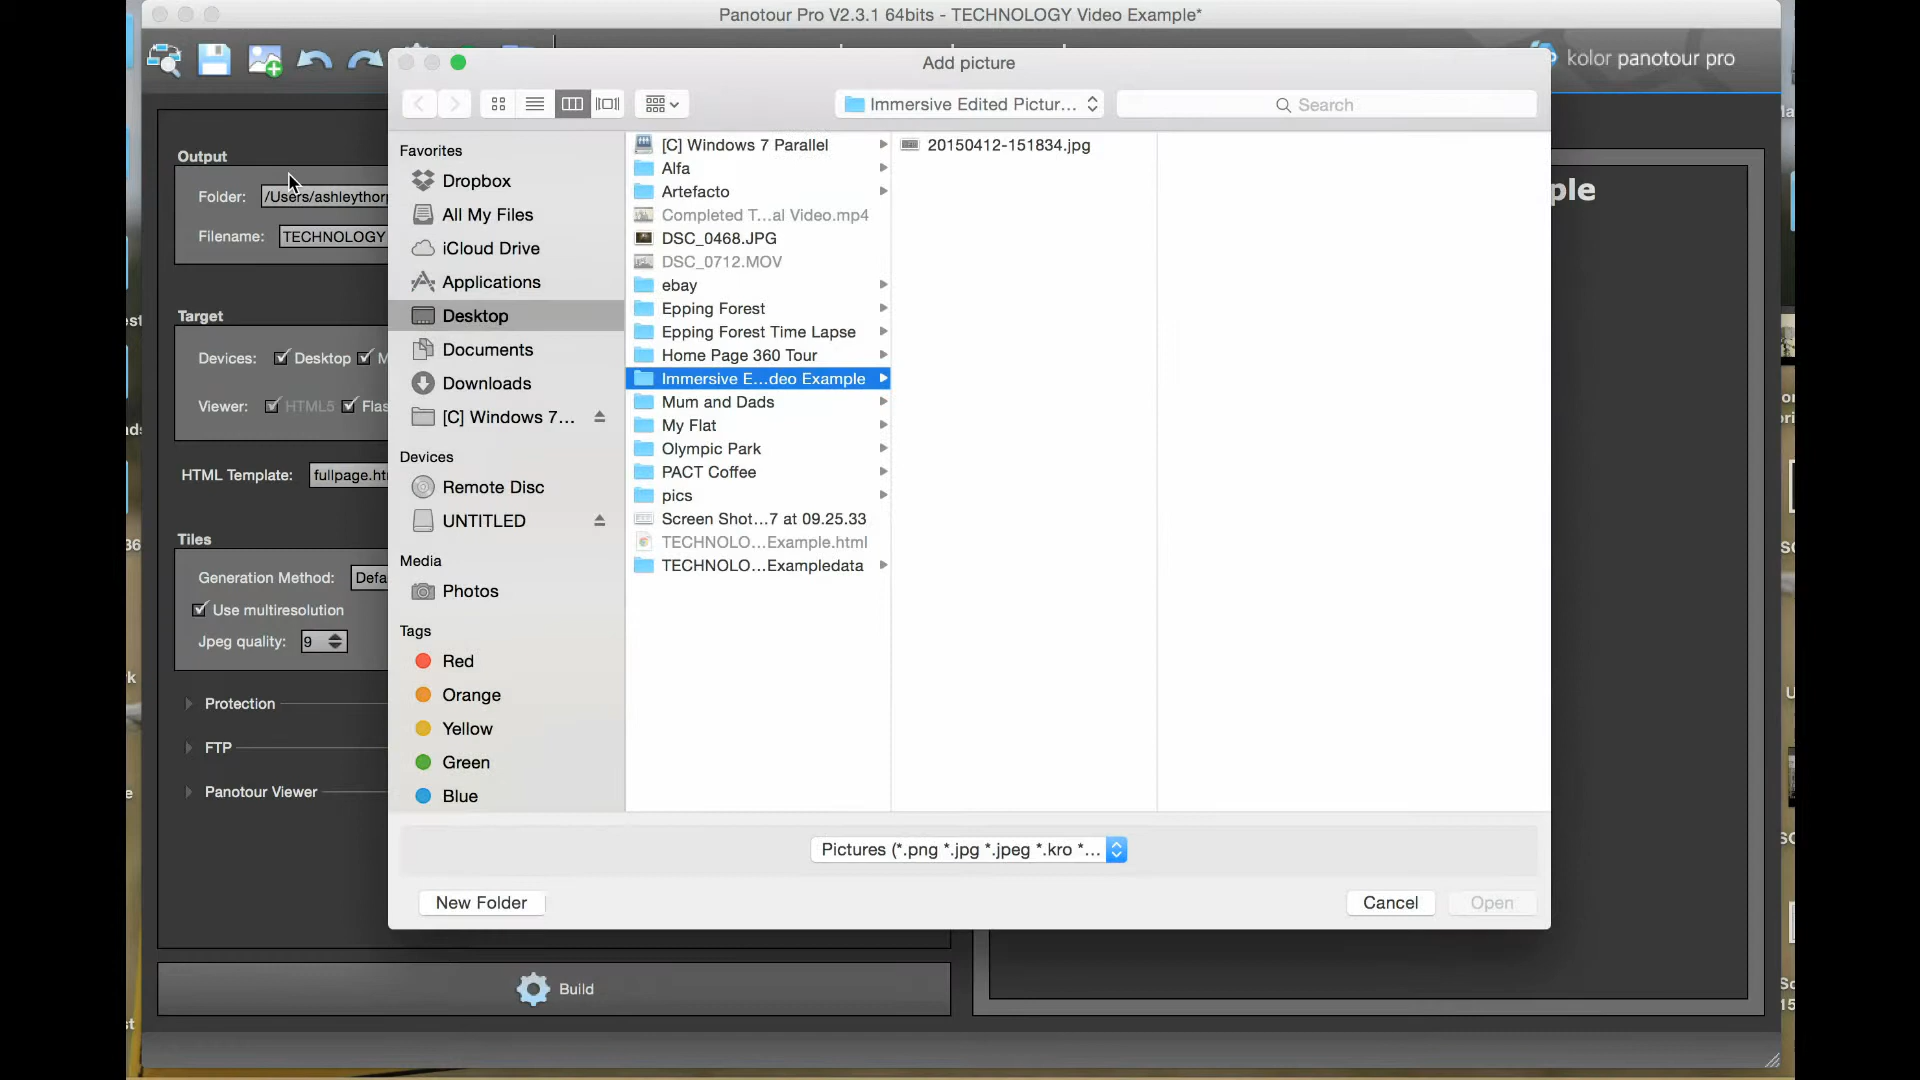 Panotour Pro V2.3.1 64bits - TECHNOLOGY Video Example*
kolor panotour pro
Add picture
Immersive Edited Pictur...
Search
Output
Folder:
/Users/ashleythorp
Filename:
TECHNOLOGY
Target
Devices:
Desktop
M
Viewer:
HTML5
Flas
HTML Template:
fullpage.ht
Tiles
Generation Method:
Defa
Use multiresolution
Jpeg quality:
9
Protection
FTP
Panotour Viewer
Build
Favorites
Dropbox
All My Files
iCloud Drive
Applications
Desktop
Documents
Downloads
[C] Windows 7...
Devices
Remote Disc
UNTITLED
Media
Photos
Tags
Red
Orange
Yellow
Green
Blue
[C] Windows 7 Parallel
Alfa
Artefacto
Completed T...al Video.mp4
DSC_0468.JPG
DSC_0712.MOV
ebay
Epping Forest
Epping Forest Time Lapse
Home Page 360 Tour
Immersive E...deo Example
Mum and Dads
My Flat
Olympic Park
PACT Coffee
pics
Screen Shot...7 at 09.25.33
TECHNOLO...Example.html
TECHNOLO...Exampledata
20150412-151834.jpg
ple
Pictures (*.png *.jpg *.jpeg *.kro *...
New Folder
Cancel
Open